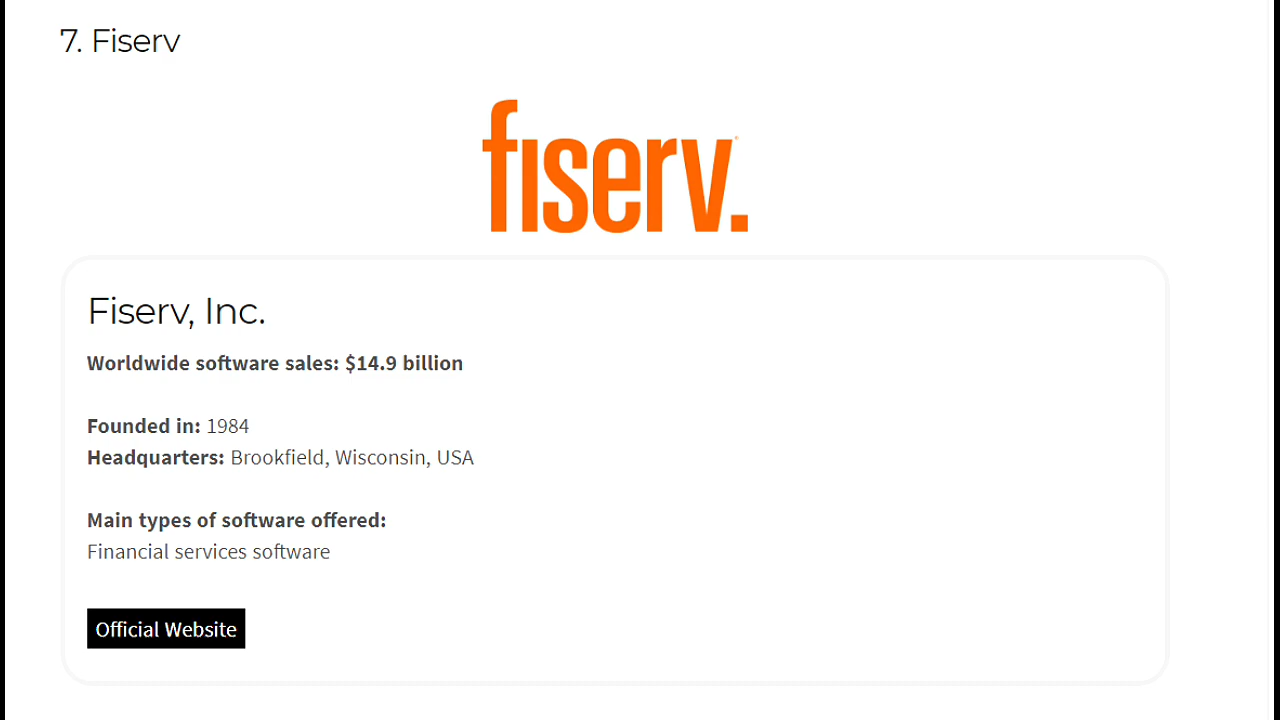 7. Fiserv
fiserv.
Fiserv, Inc.
Worldwide software sales: $14.9 billion
Founded in: 1984
Headquarters: Brookfield, Wisconsin, USA
Main types of software offered:
Financial services software
Official Website